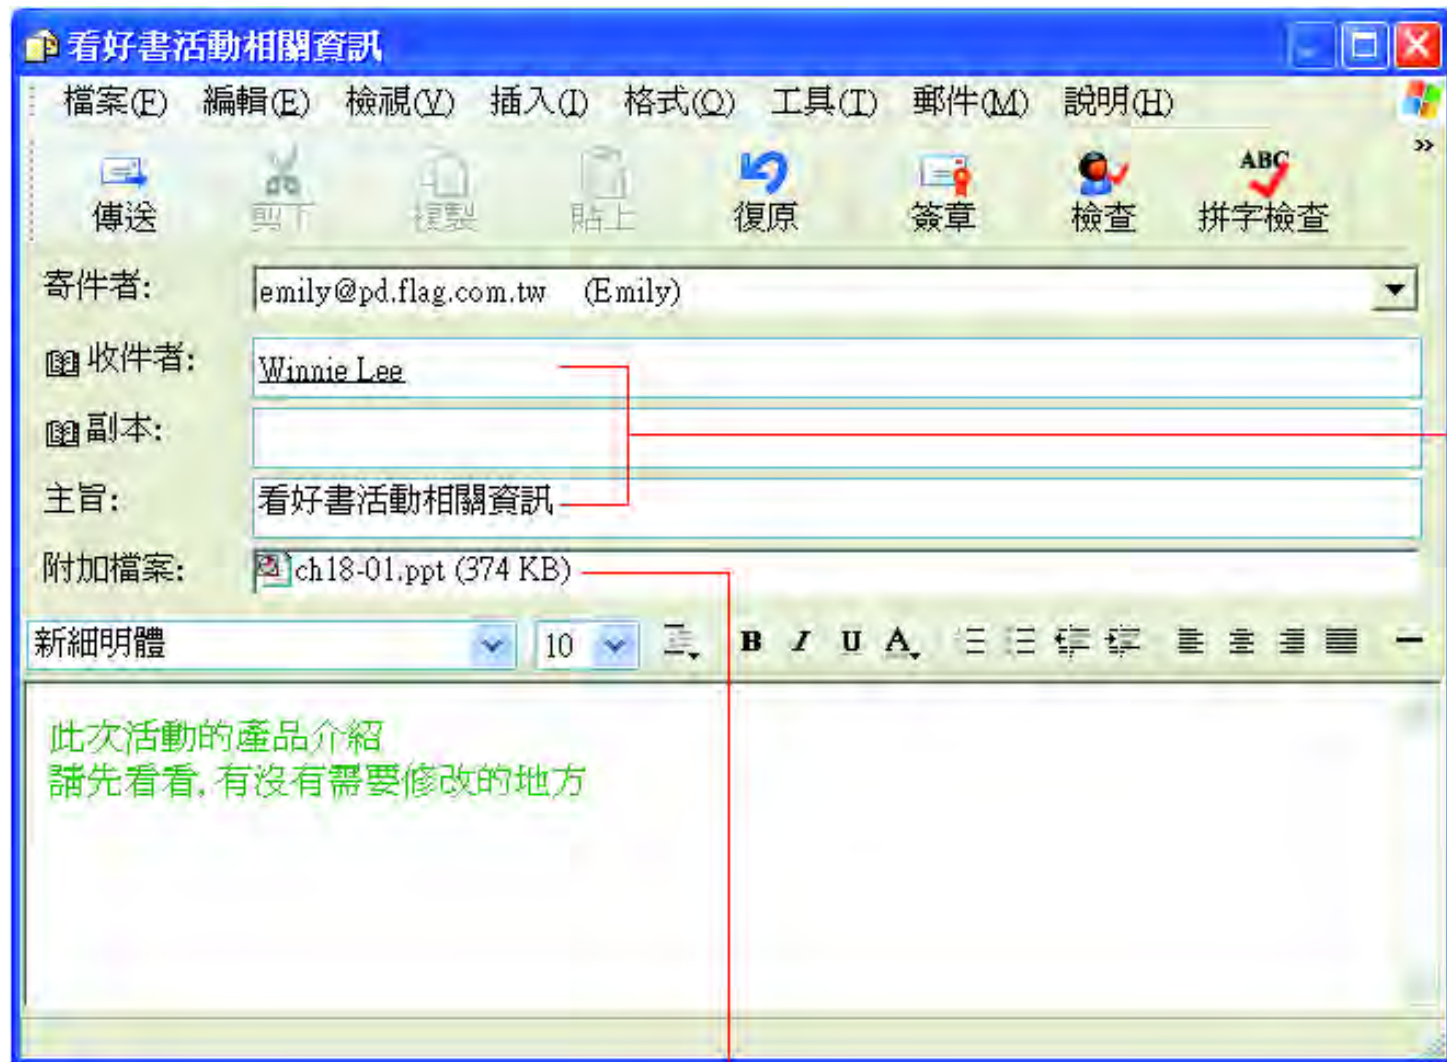 看好書活動相關資訊
檔案(F) 編輯(E) 檢視(V) 插入(I) 格式(O) 工具(T) 郵件(M) 說明(H)
傳送 剪下 複製 貼上 復原 簽章 檢查 ABC 拼字檢查
寄件者: emily@pd.flag.com.tw (Emily)
收件者: Winnie Lee
副本:
主旨: 看好書活動相關資訊
附加檔案: ch18-01.ppt (374 KB)
新細明體 10 B I U A
此次活動的產品介紹
請先看看,有沒有需要修改的地方